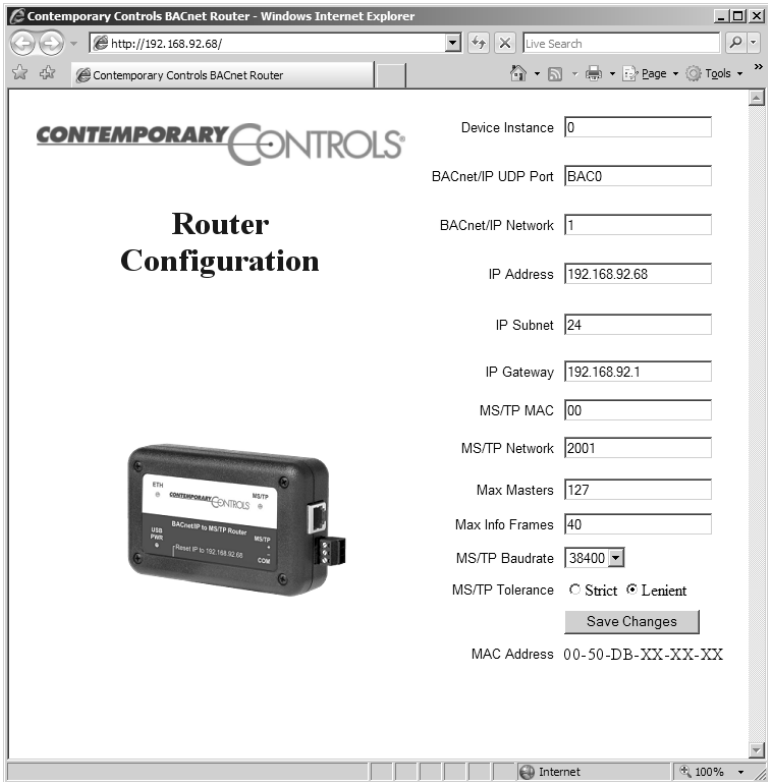 Contemporary Controls BACnet Router - Windows Internet Explorer
http://192.168.92.68/
Live Search
Contemporary Controls BACnet Router
Page
Tools
CONTEMPORARY CONTROLS®
Router
Configuration
Device Instance 0
BACnet/IP UDP Port BAC0
BACnet/IP Network 1
IP Address 192.168.92.68
IP Subnet 24
IP Gateway 192.168.92.1
MS/TP MAC 00
MS/TP Network 2001
Max Masters 127
Max Info Frames 40
MS/TP Baudrate 38400
MS/TP Tolerance Strict Lenient
Save Changes
MAC Address 00-50-DB-XX-XX-XX
ETH
CONTEMPORARY CONTROLS
MS/TP
BACnet/IP to MS/TP Router
USB
PWR
MS/TP
+
-
COM
Reset IP to 192.168.92.68
Internet
100%